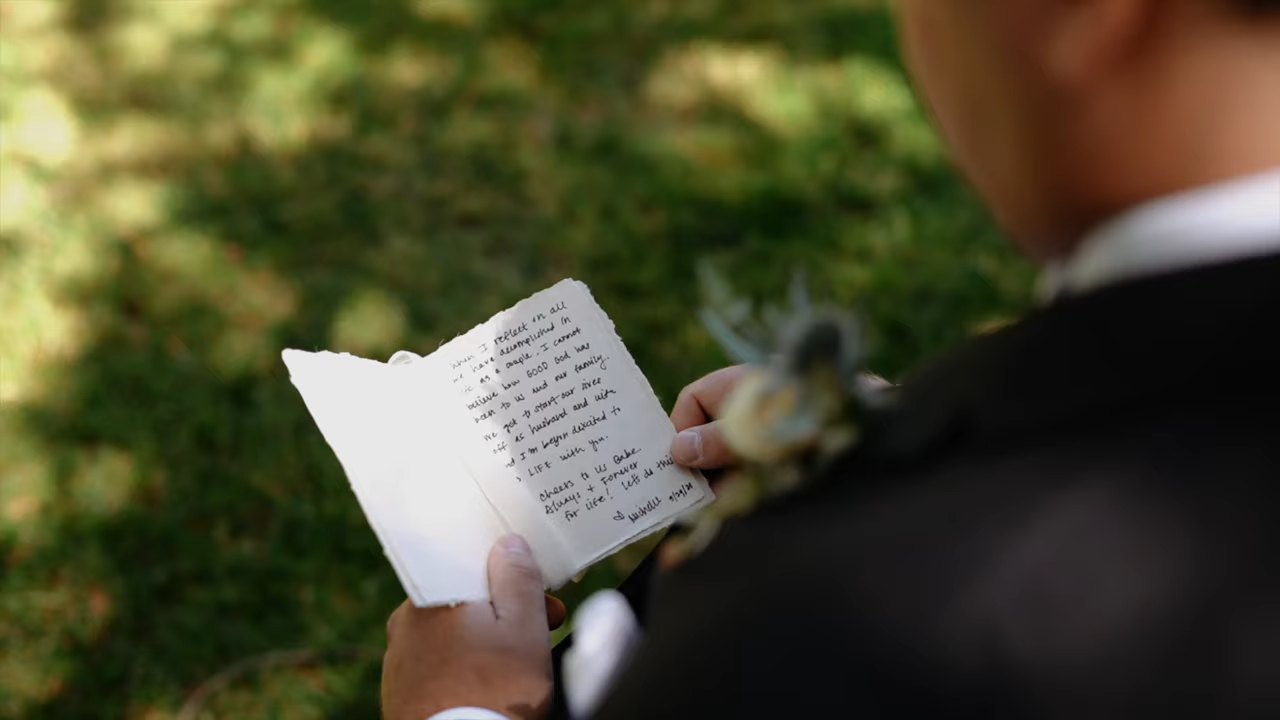 when I reflect on all
we have accomplished in
as a couple, I cannot
believe how GOOD God has
been to us and our family.
we get to start our lives
off as husband and wife
I'm beyond excited to
LIFE with you.
Cheers to us Babe
Always + Forever
For life! Let's do this
Michelle